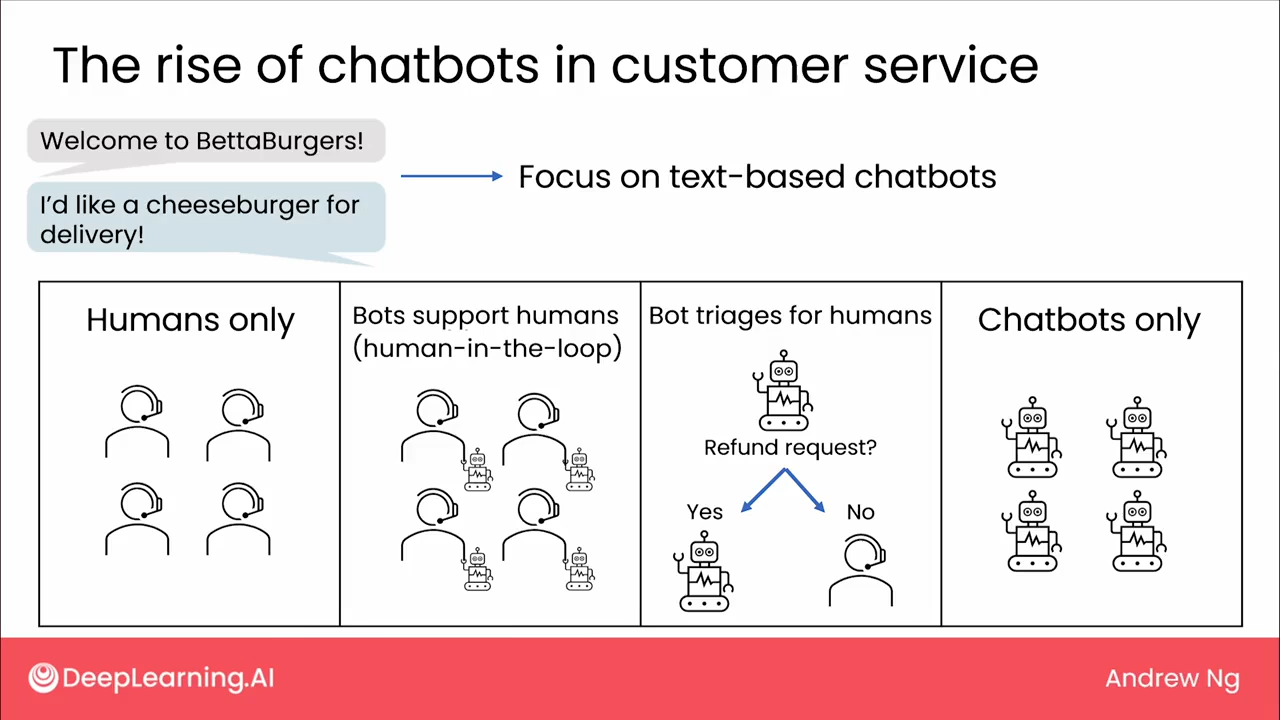 The rise of chatbots in customer service
Welcome to BettaBurgers!
I'd like a cheeseburger for
delivery!
Focus on text-based chatbots
Humans only
Bots support humans
(human-in-the-loop)
Bot triages for humans
Refund request?
Yes
No
Chatbots only
DeepLearning.AI
Andrew Ng